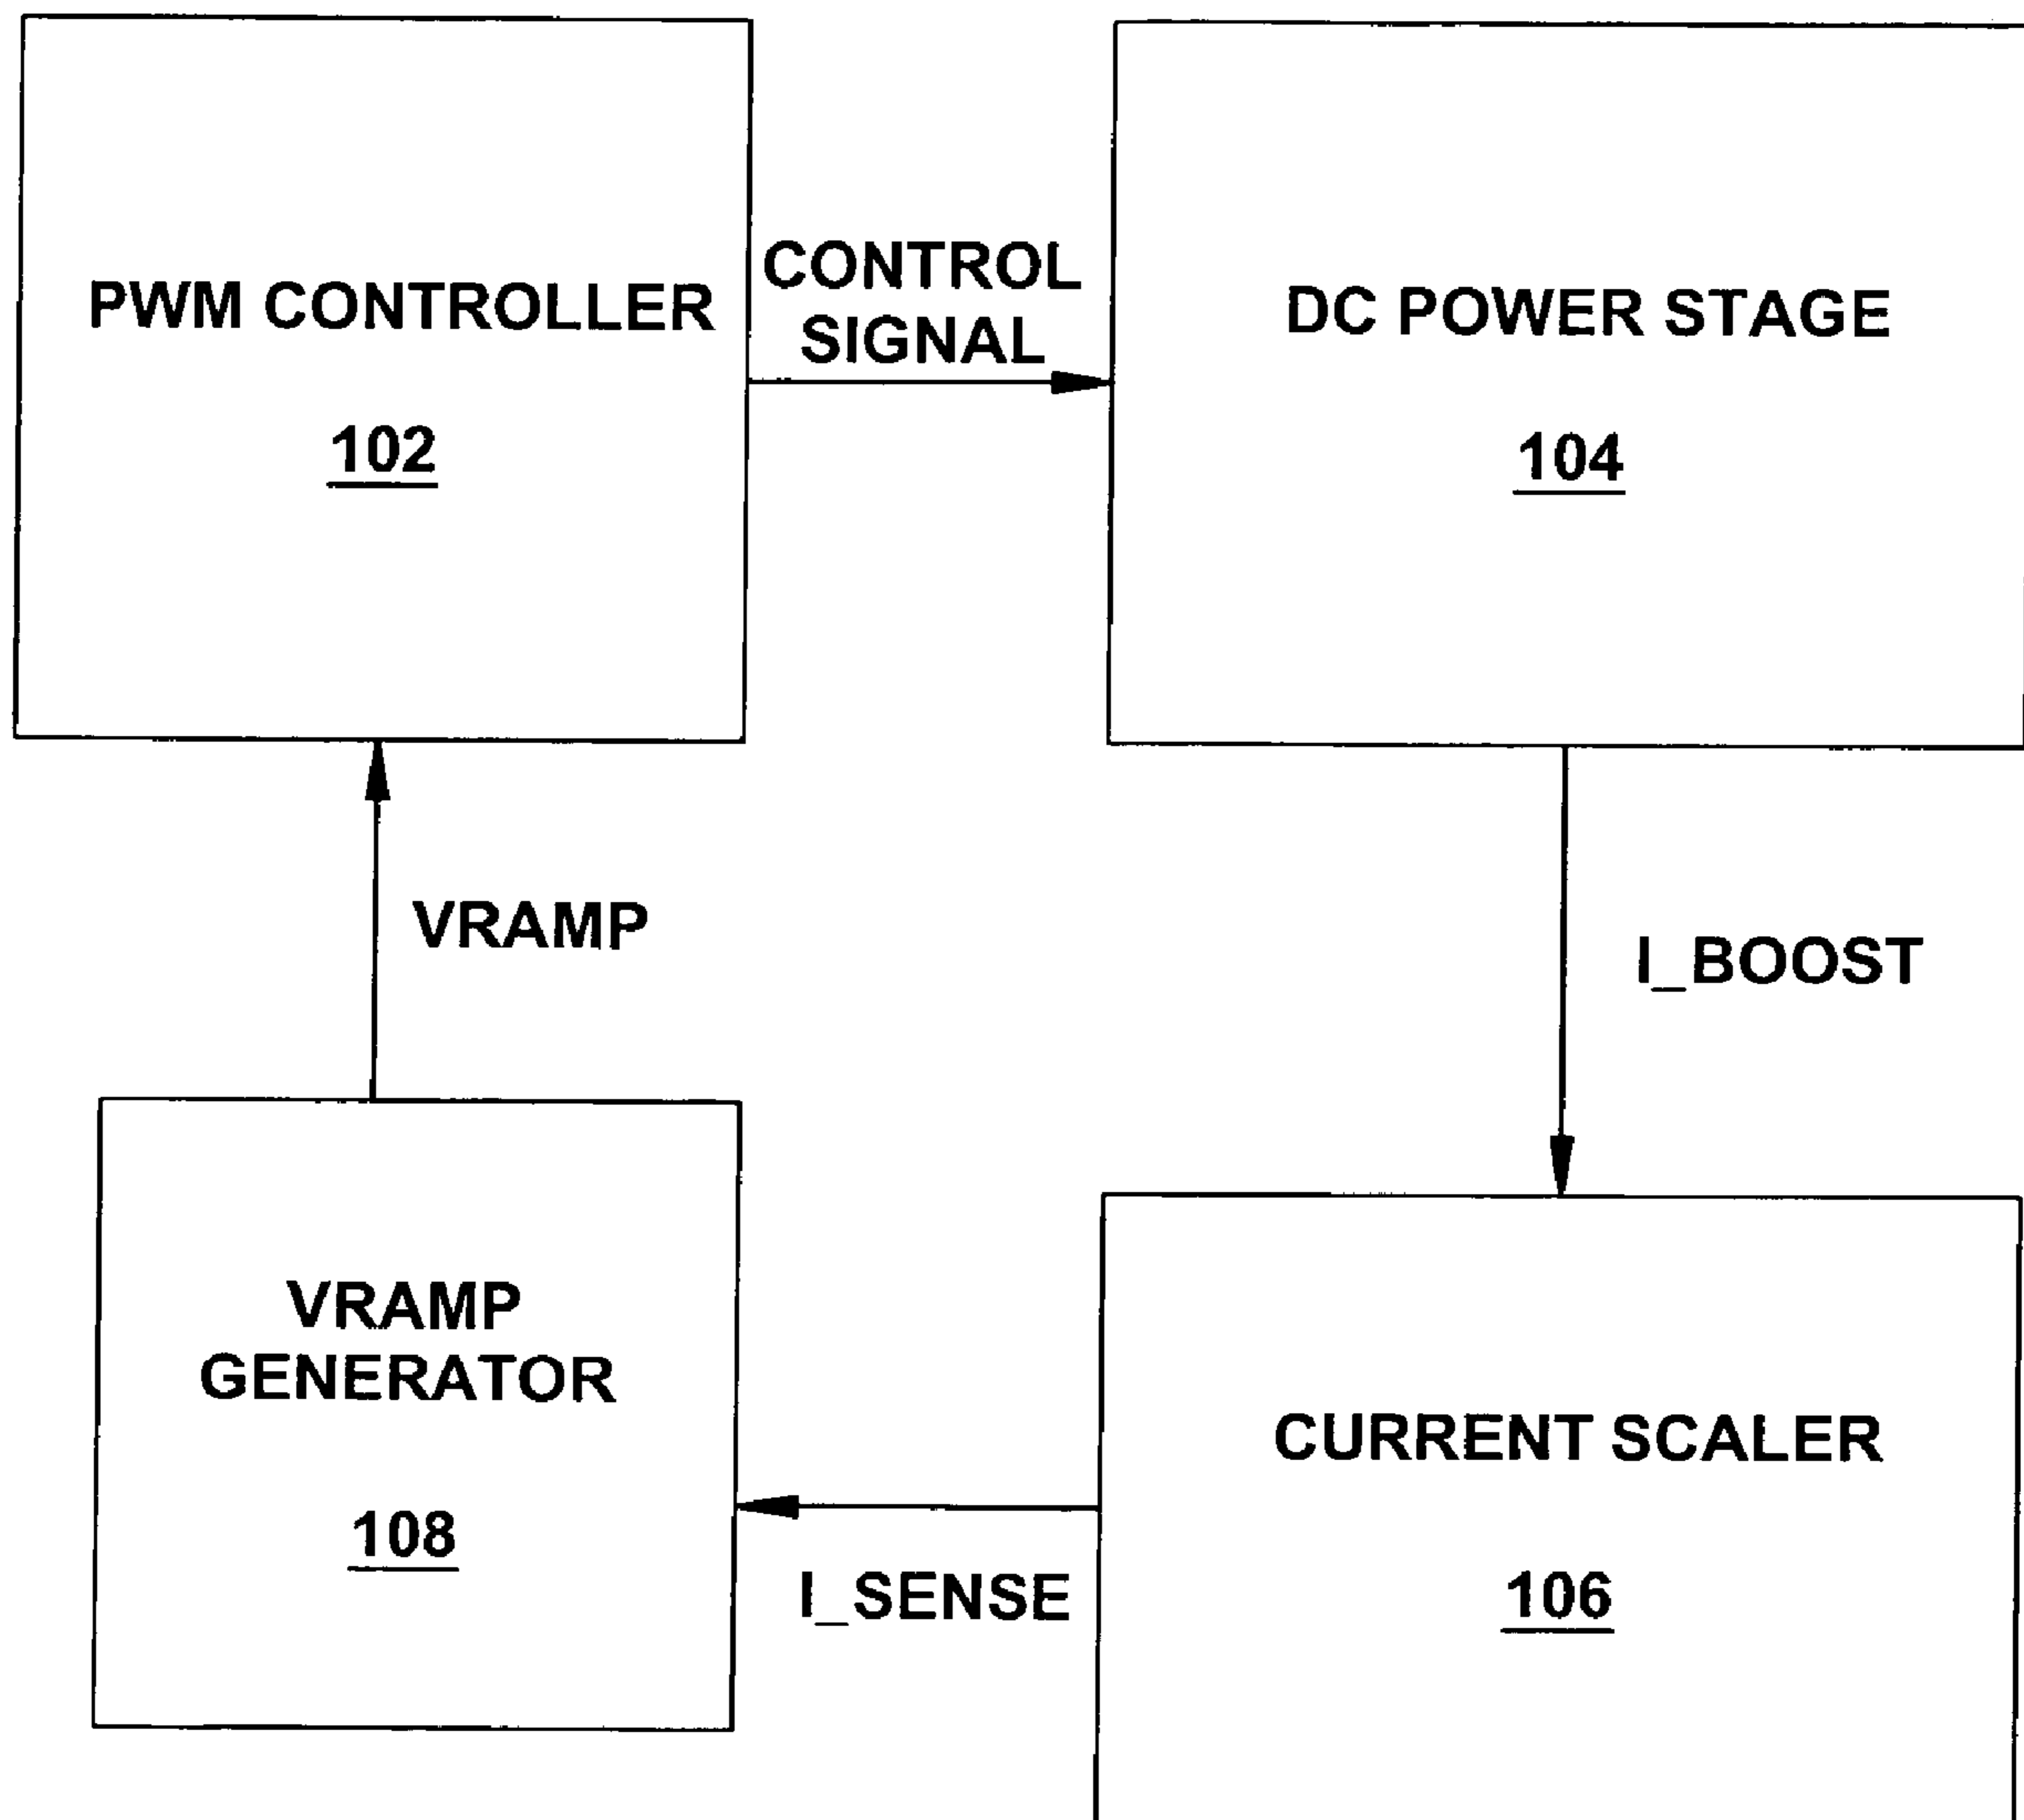 PWM CONTROLLER
102
CONTROL
SIGNAL
DC POWER STAGE
104
VRAMP
I_BOOST
VRAMP
GENERATOR
108
I_SENSE
CURRENT SCALER
106